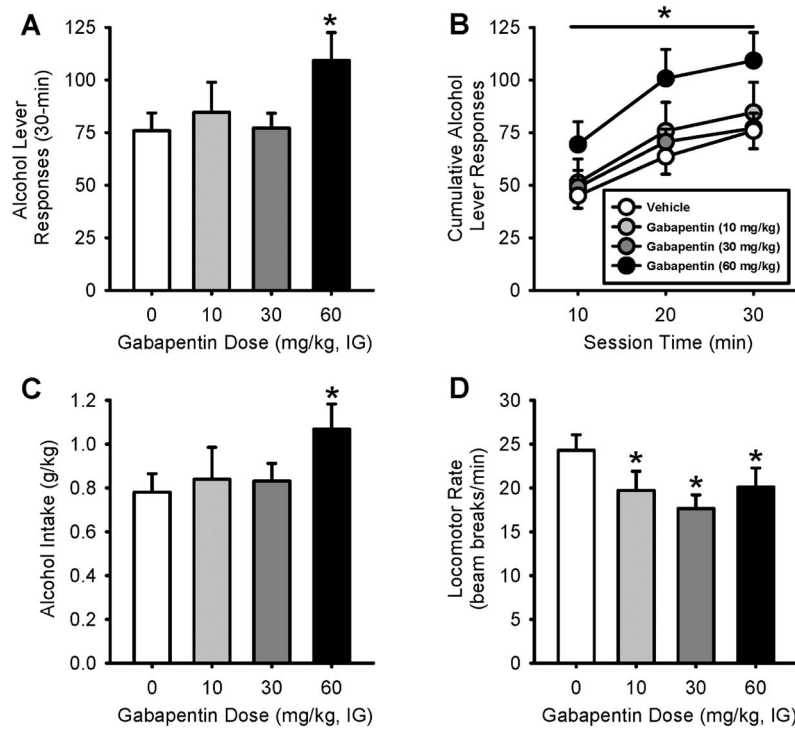 A
*
Alcohol Lever
Responses (30-min)
125
100
75
50
25
0
0 10 30 60
Gabapentin Dose (mg/kg, IG)
B
*
Cumulative Alcohol
Lever Responses
125
100
75
50
25
0
Vehicle
Gabapentin (10 mg/kg)
Gabapentin (30 mg/kg)
Gabapentin (60 mg/kg)
10 20 30
Session Time (min)
C
*
Alcohol Intake (g/kg)
1.2
1.0
0.8
0.6
0.4
0.2
0.0
0 10 30 60
Gabapentin Dose (mg/kg, IG)
D
* * *
Locomotor Rate
(beam breaks/min)
30
25
20
15
10
5
0
0 10 30 60
Gabapentin Dose (mg/kg, IG)